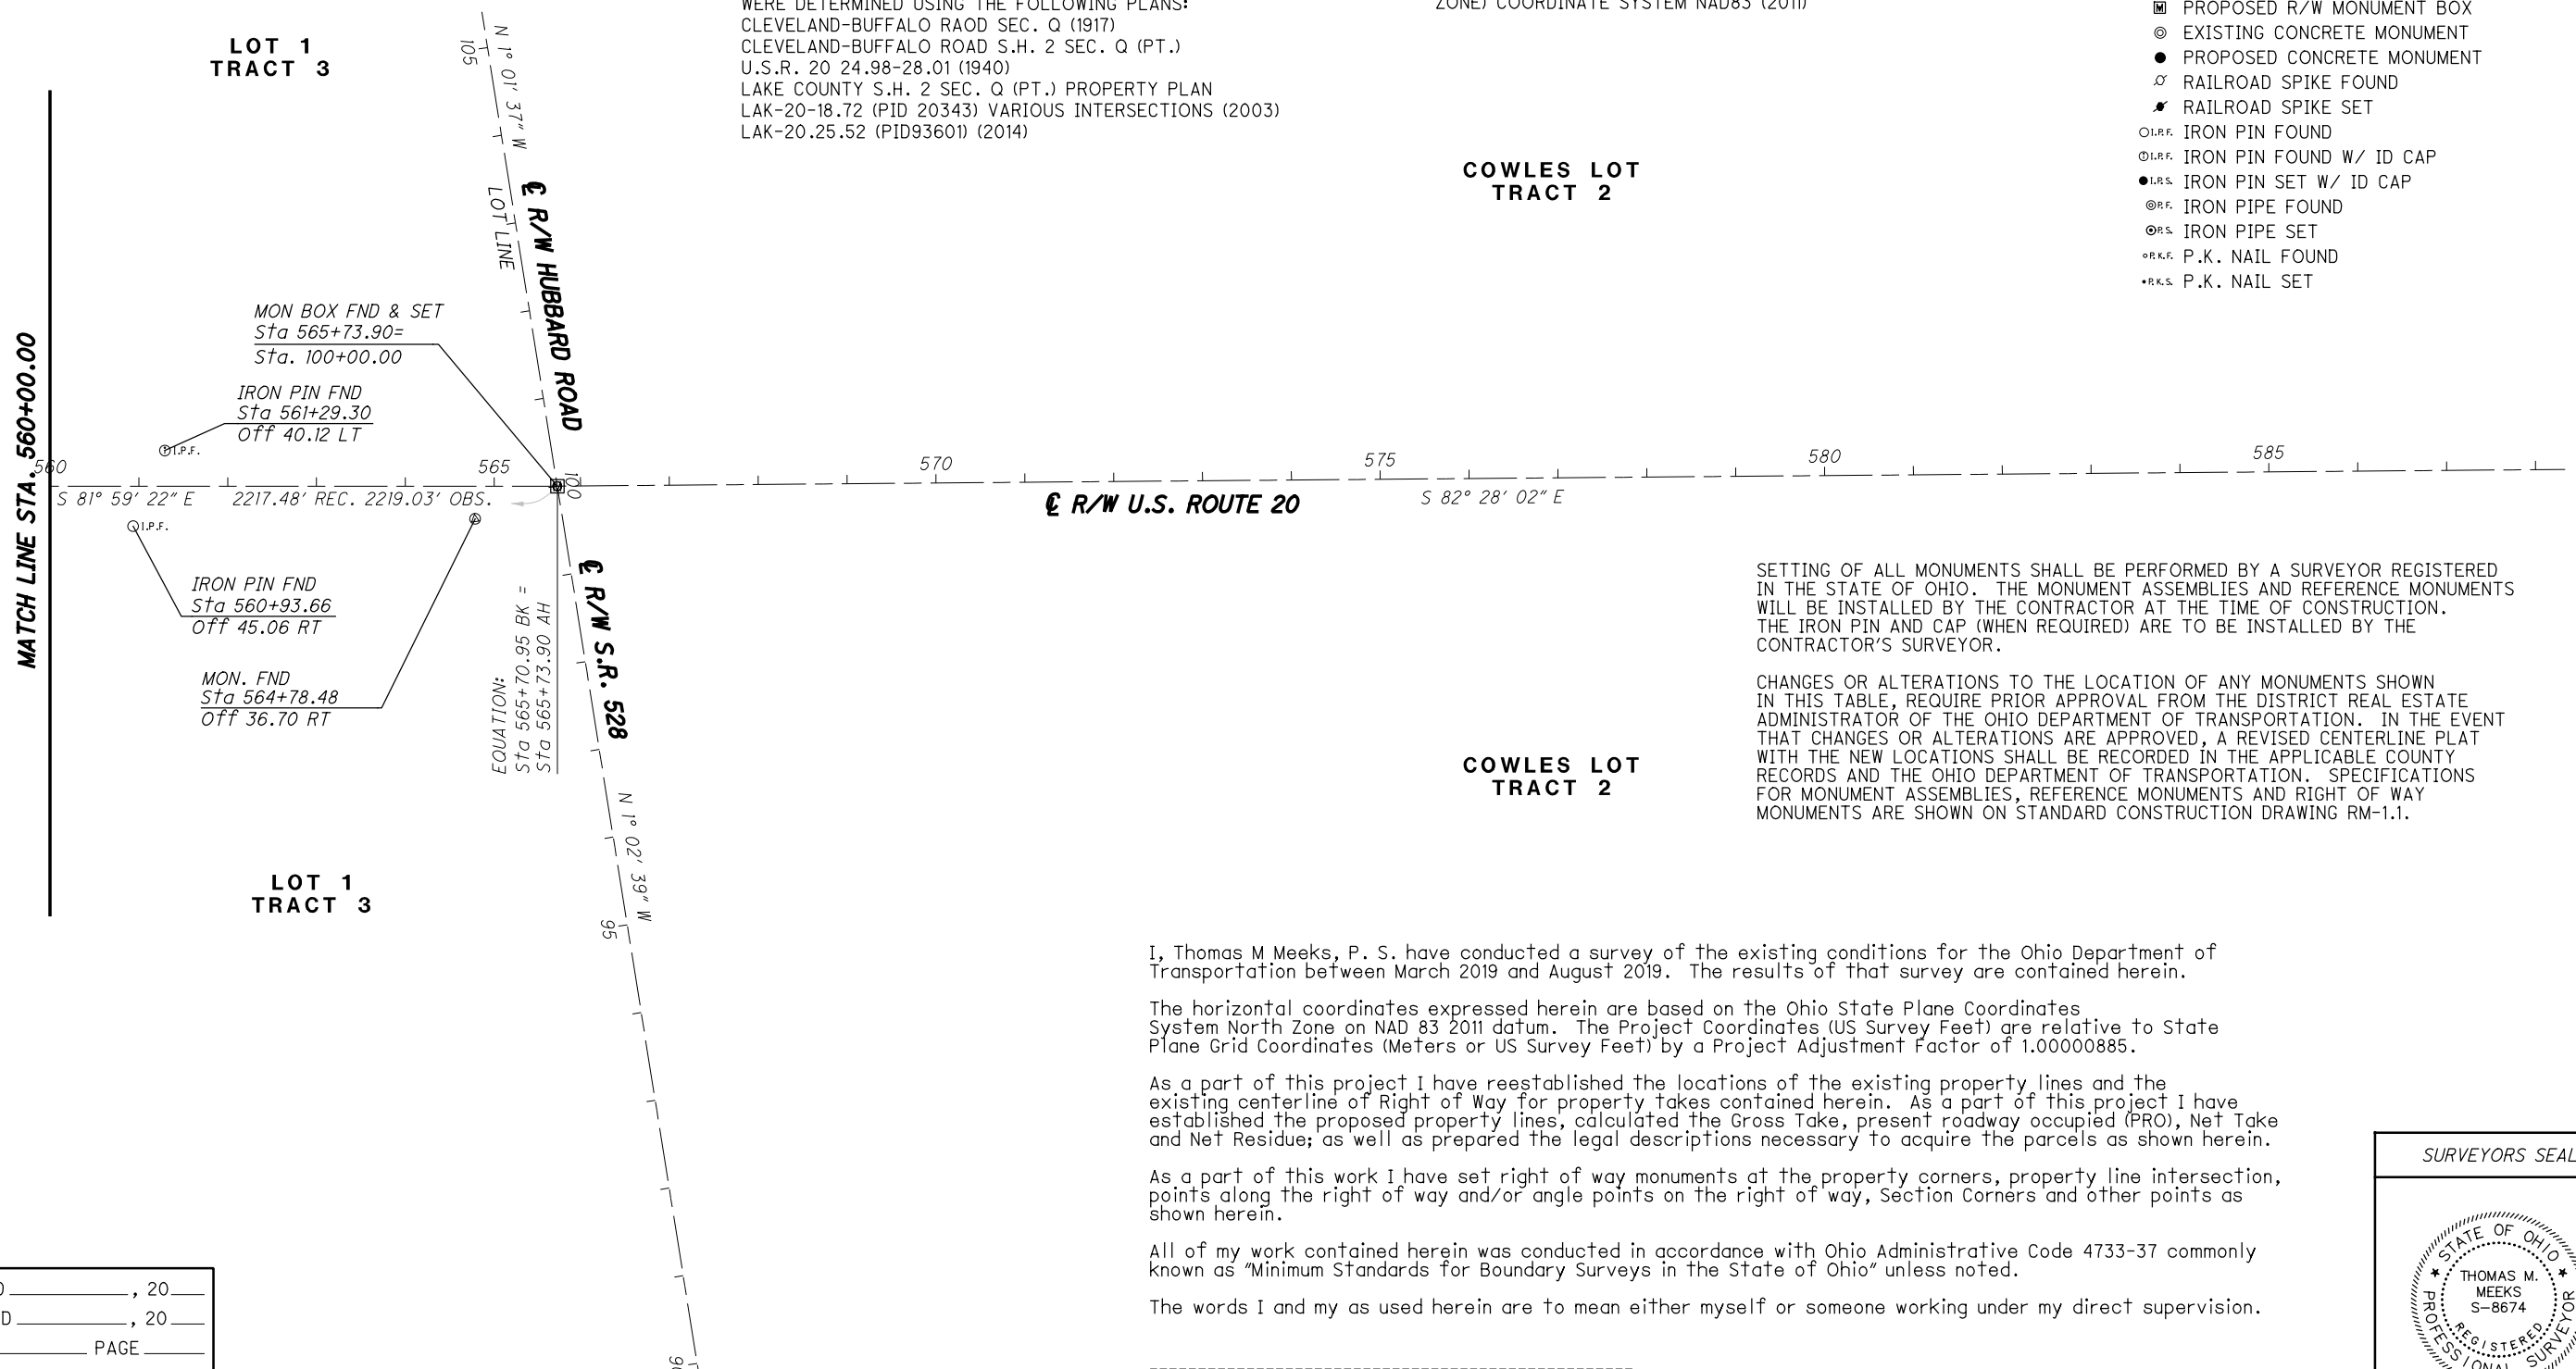 WERE DETERMINED USING THE FOLLOWING PLANS:
CLEVELAND-BUFFALO RAOD SEC. Q (1917)
CLEVELAND-BUFFALO ROAD S.H. 2 SEC. Q (PT.)
U.S.R. 20 24.98-28.01 (1940)
LAKE COUNTY S.H. 2 SEC. Q (PT.) PROPERTY PLAN
LAK-20-18.72 (PID 20343) VARIOUS INTERSECTIONS (2003)
LAK-20.25.52 (PID93601) (2014)
ZONE) COORDINATE SYSTEM NAD83 (2011)
PROPOSED R/W MONUMENT BOX
EXISTING CONCRETE MONUMENT
PROPOSED CONCRETE MONUMENT
RAILROAD SPIKE FOUND
RAILROAD SPIKE SET
I.P.F. IRON PIN FOUND
I.P.F. IRON PIN FOUND W/ ID CAP
I.P.S. IRON PIN SET W/ ID CAP
P.F. IRON PIPE FOUND
P.S. IRON PIPE SET
P.K.F. P.K. NAIL FOUND
P.K.S. P.K. NAIL SET
LOT 1
TRACT 3
N 1° 01' 37" W
105
LOT LINE
℄ R/W HUBBARD ROAD
COWLES LOT
TRACT 2
MON BOX FND & SET
Sta 565+73.90=
Sta. 100+00.00
IRON PIN FND
Sta 561+29.30
Off 40.12 LT
I.P.F.
MATCH LINE STA. 560+00.00
560
565
100
570
575
580
585
S 81° 59' 22" E
2217.48' REC. 2219.03' OBS.
℄ R/W U.S. ROUTE 20
S 82° 28' 02" E
I.P.F.
IRON PIN FND
Sta 560+93.66
Off 45.06 RT
MON. FND
Sta 564+78.48
Off 36.70 RT
EQUATION:
Sta 565+70.95 BK =
Sta 565+73.90 AH
℄ R/W S.R. 528
N 1° 02' 39" W
95
COWLES LOT
TRACT 2
LOT 1
TRACT 3
SETTING OF ALL MONUMENTS SHALL BE PERFORMED BY A SURVEYOR REGISTERED
IN THE STATE OF OHIO. THE MONUMENT ASSEMBLIES AND REFERENCE MONUMENTS
WILL BE INSTALLED BY THE CONTRACTOR AT THE TIME OF CONSTRUCTION.
THE IRON PIN AND CAP (WHEN REQUIRED) ARE TO BE INSTALLED BY THE
CONTRACTOR'S SURVEYOR.
CHANGES OR ALTERATIONS TO THE LOCATION OF ANY MONUMENTS SHOWN
IN THIS TABLE, REQUIRE PRIOR APPROVAL FROM THE DISTRICT REAL ESTATE
ADMINISTRATOR OF THE OHIO DEPARTMENT OF TRANSPORTATION. IN THE EVENT
THAT CHANGES OR ALTERATIONS ARE APPROVED, A REVISED CENTERLINE PLAT
WITH THE NEW LOCATIONS SHALL BE RECORDED IN THE APPLICABLE COUNTY
RECORDS AND THE OHIO DEPARTMENT OF TRANSPORTATION. SPECIFICATIONS
FOR MONUMENT ASSEMBLIES, REFERENCE MONUMENTS AND RIGHT OF WAY
MONUMENTS ARE SHOWN ON STANDARD CONSTRUCTION DRAWING RM-1.1.
I, Thomas M Meeks, P. S. have conducted a survey of the existing conditions for the Ohio Department of
Transportation between March 2019 and August 2019. The results of that survey are contained herein.
The horizontal coordinates expressed herein are based on the Ohio State Plane Coordinates
System North Zone on NAD 83 2011 datum. The Project Coordinates (US Survey Feet) are relative to State
Plane Grid Coordinates (Meters or US Survey Feet) by a Project Adjustment Factor of 1.00000885.
As a part of this project I have reestablished the locations of the existing property lines and the
existing centerline of Right of Way for property takes contained herein. As a part of this project I have
established the proposed property lines, calculated the Gross Take, present roadway occupied (PRO), Net Take
and Net Residue; as well as prepared the legal descriptions necessary to acquire the parcels as shown herein.
As a part of this work I have set right of way monuments at the property corners, property line intersection,
points along the right of way and/or angle points on the right of way, Section Corners and other points as
shown herein.
All of my work contained herein was conducted in accordance with Ohio Administrative Code 4733-37 commonly
known as "Minimum Standards for Boundary Surveys in the State of Ohio" unless noted.
The words I and my as used herein are to mean either myself or someone working under my direct supervision.
SURVEYORS SEAL
STATE OF OHIO
THOMAS M.
MEEKS
S-8674
REGISTERED
PROFESSIONAL SURVEYOR
D ________, 20__
D ________, 20__
PAGE